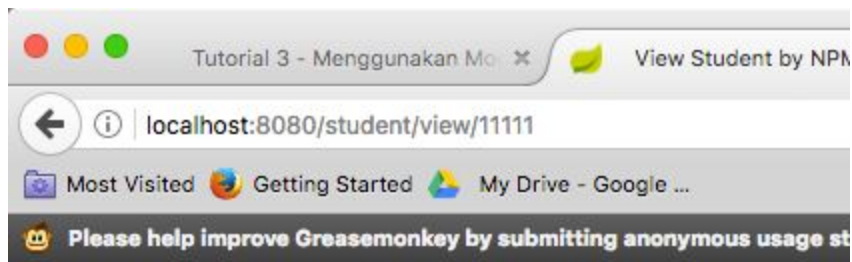 Tutorial 3 - Menggunakan Mo
View Student by NPM
localhost:8080/student/view/11111
Most Visited Getting Started My Drive - Google ...
Please help improve Greasemonkey by submitting anonymous usage st